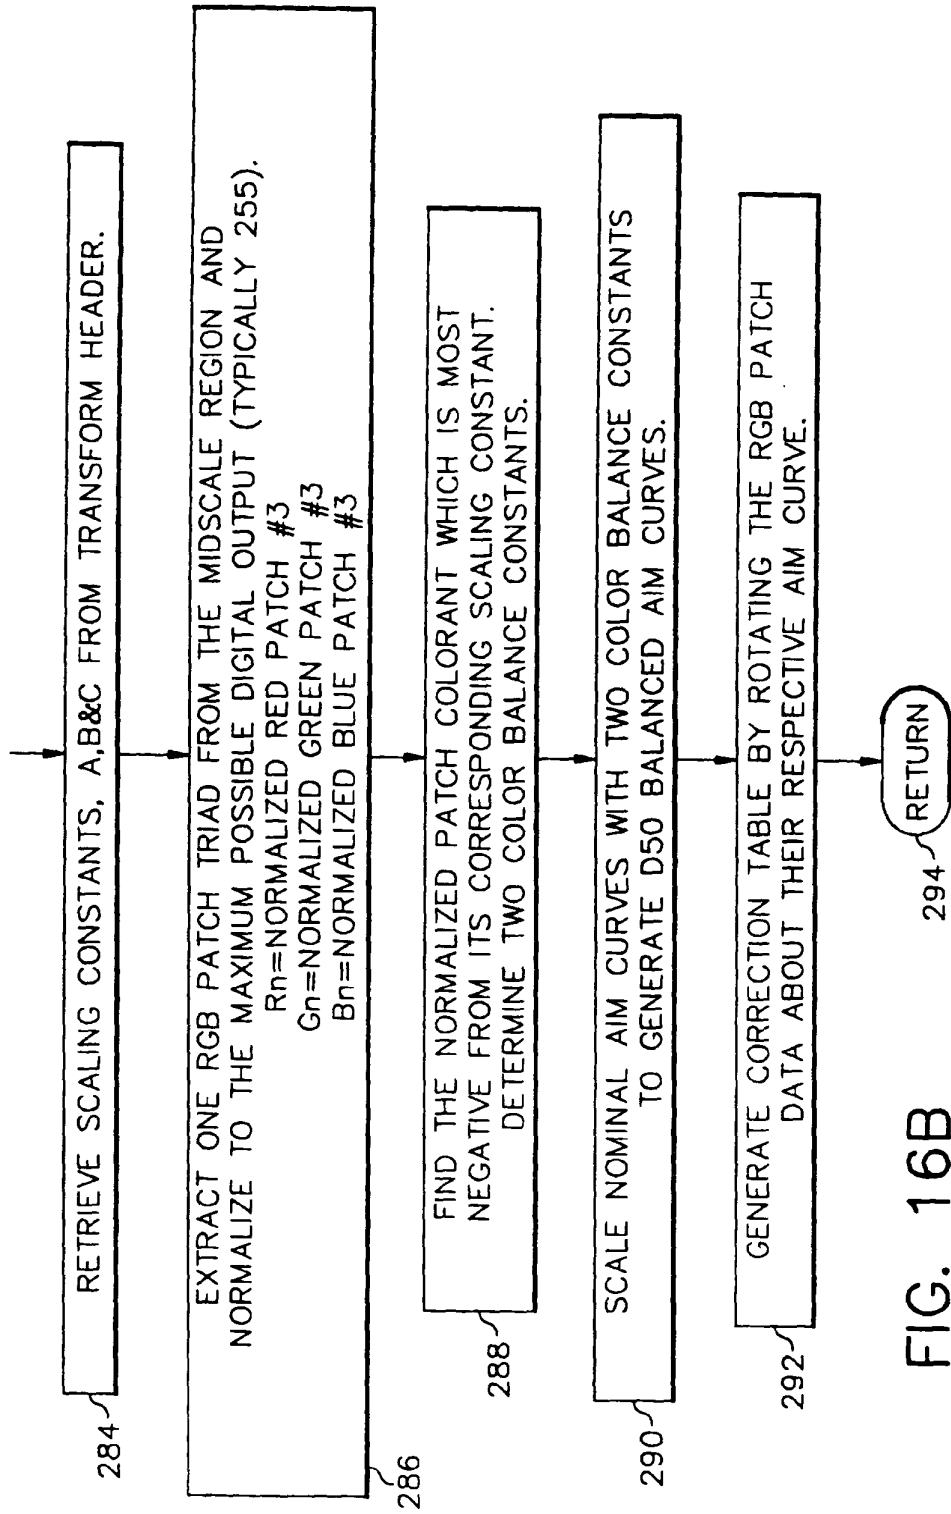 284
RETRIEVE SCALING CONSTANTS, A,B&C FROM TRANSFORM HEADER.
286
EXTRACT ONE RGB PATCH TRIAD FROM THE MIDSCALE REGION AND
NORMALIZE TO THE MAXIMUM POSSIBLE DIGITAL OUTPUT (TYPICALLY 255).
Rn=NORMALIZED RED PATCH #3
Gn=NORMALIZED GREEN PATCH #3
Bn=NORMALIZED BLUE PATCH #3
288
FIND THE NORMALIZED PATCH COLORANT WHICH IS MOST
NEGATIVE FROM ITS CORRESPONDING SCALING CONSTANT.
DETERMINE TWO COLOR BALANCE CONSTANTS.
290
SCALE NOMINAL AIM CURVES WITH TWO COLOR BALANCE CONSTANTS
TO GENERATE D50 BALANCED AIM CURVES.
292
GENERATE CORRECTION TABLE BY ROTATING THE RGB PATCH
DATA ABOUT THEIR RESPECTIVE AIM CURVE.
294
RETURN
FIG. 16B